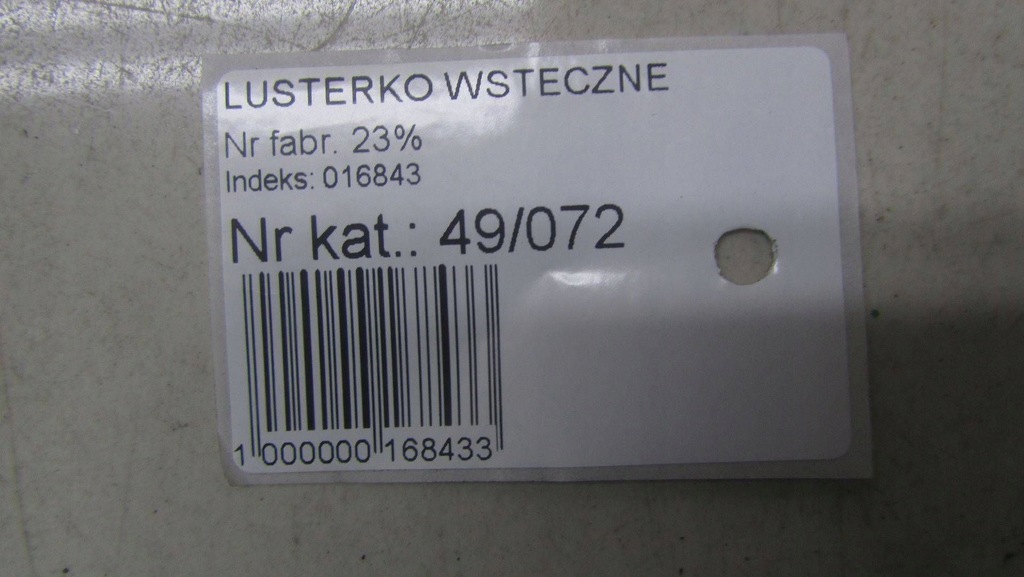 LUSTERKO WSTECZNE
Nr fabr. 23%
Indeks: 016843
Nr kat.: 49/072
1 000000 168433